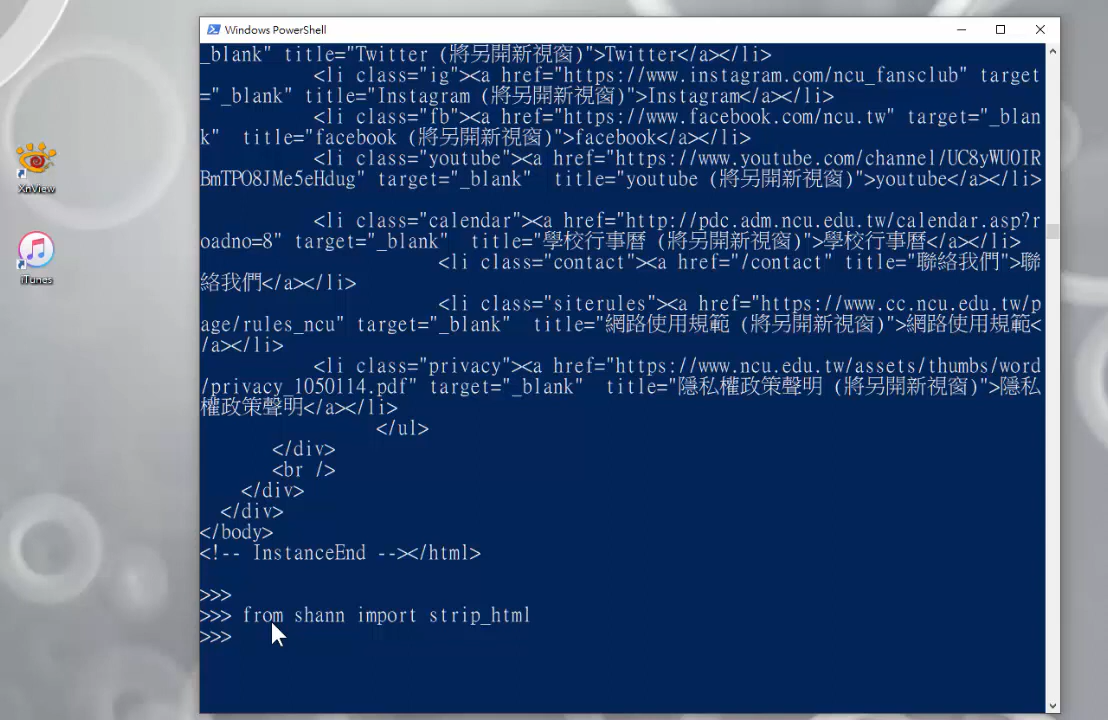 Windows PowerShell
_blank" title="Twitter (將另開新視窗)">Twitter</a></li>
<li class="ig"><a href="https://www.instagram.com/ncu_fansclub" target
="_blank" title="Instagram (將另開新視窗)">Instagram</a></li>
<li class="fb"><a href="https://www.facebook.com/ncu.tw" target="_blan
k"  title="facebook (將另開新視窗)">facebook</a></li>
<li class="youtube"><a href="https://www.youtube.com/channel/UC8yWU0IR
BmTPO8JMe5eHdug" target="_blank"  title="youtube (將另開新視窗)">youtube</a></li>
<li class="calendar"><a href="http://pdc.adm.ncu.edu.tw/calendar.asp?r
oadno=8" target="_blank"  title="學校行事曆 (將另開新視窗)">學校行事曆</a></li>
<li class="contact"><a href="/contact" title="聯絡我們">聯
絡我們</a></li>
<li class="siterules"><a href="https://www.cc.ncu.edu.tw/p
age/rules_ncu" target="_blank"  title="網路使用規範 (將另開新視窗)">網路使用規範<
/a></li>
<li class="privacy"><a href="https://www.ncu.edu.tw/assets/thumbs/word
/privacy_1050114.pdf" target="_blank"  title="隱私權政策聲明 (將另開新視窗)">隱私
權政策聲明</a></li>
</ul>
</div>
<br />
</div>
</div>
</body>
<!-- InstanceEnd --></html>
>>>
>>> from shann import strip_html
>>>
XnView
iTunes